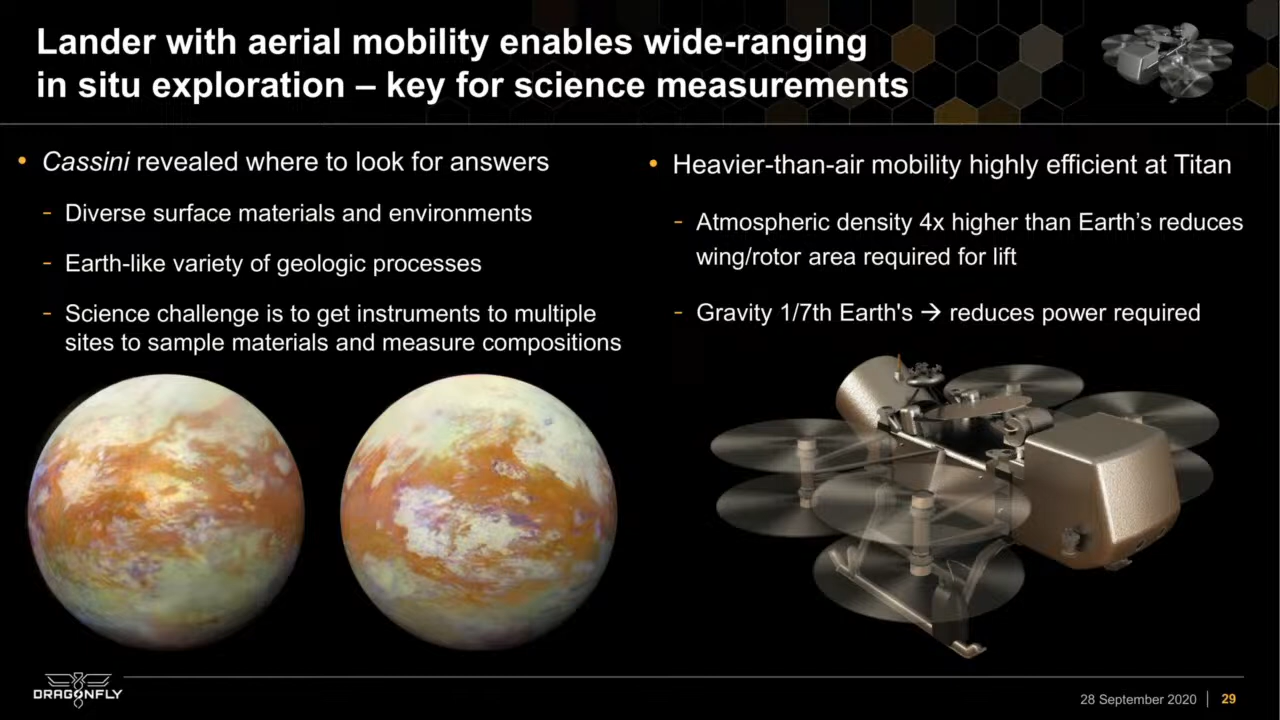 Lander with aerial mobility enables wide-ranging
in situ exploration – key for science measurements
• Cassini revealed where to look for answers
- Diverse surface materials and environments
- Earth-like variety of geologic processes
- Science challenge is to get instruments to multiple
sites to sample materials and measure compositions
• Heavier-than-air mobility highly efficient at Titan
- Atmospheric density 4x higher than Earth’s reduces
wing/rotor area required for lift
- Gravity 1/7th Earth's → reduces power required
DRAGONFLY
28 September 2020 | 29